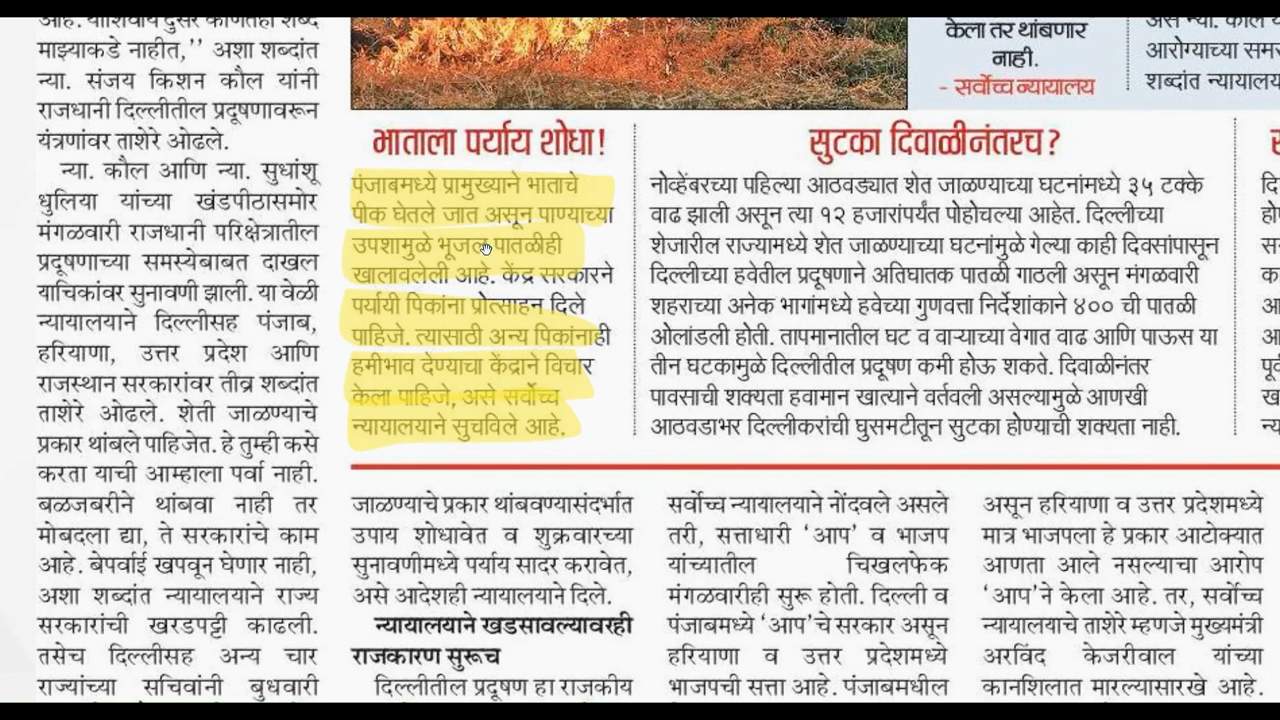 आहे. याशिवाय दुसरे कोणतेही शब्द
माझ्याकडे नाहीत,'' अशा शब्दांत
न्या. संजय किशन कौल यांनी
राजधानी दिल्लीतील प्रदूषणावरून
यंत्रणांवर ताशेरे ओढले.
न्या. कौल आणि न्या. सुधांशू
धुलिया यांच्या खंडपीठासमोर
मंगळवारी राजधानी परिक्षेत्रातील
प्रदूषणाच्या समस्येबाबत दाखल
याचिकांवर सुनावणी झाली. या वेळी
न्यायालयाने दिल्लीसह पंजाब,
हरियाणा, उत्तर प्रदेश आणि
राजस्थान सरकारांवर तीव्र शब्दांत
ताशेरे ओढले. शेती जाळण्याचे
प्रकार थांबले पाहिजेत. हे तुम्ही कसे
करता याची आम्हाला पर्वा नाही.
बळजबरीने थांबवा नाही तर
मोबदला द्या, ते सरकारांचे काम
आहे. बेपर्वाई खपवून घेणार नाही,
अशा शब्दांत न्यायालयाने राज्य
सरकारांची खरडपट्टी काढली.
तसेच दिल्लीसह अन्य चार
राज्यांच्या सचिवांनी बुधवारी
केला तर थांबणार
नाही.
- सर्वोच्च न्यायालय
असे न्या. कौल
आरोग्याच्या
शब्दांत
भाताला पर्याय शोधा!
पंजाबमध्ये प्रामुख्याने भाताचे
पीक घेतले जात असून पाण्याच्या
उपशामुळे भूजल पातळीही
खालावलेली आहे. केंद्र सरकारने
पर्यायी पिकांना प्रोत्साहन दिले
पाहिजे. त्यासाठी अन्य पिकांनाही
हमीभाव देण्याचा केंद्राने विचार
केला पाहिजे, असे सर्वोच्च
न्यायालयाने सुचविले आहे.
सुटका दिवाळीनंतरच?
नोव्हेंबरच्या पहिल्या आठवड्यात शेत जाळण्याच्या घटनांमध्ये ३५ टक्के
वाढ झाली असून त्या १२ हजारांपर्यंत पोहोचल्या आहेत. दिल्लीच्या
शेजारील राज्यामध्ये शेत जाळण्याच्या घटनांमुळे गेल्या काही दिवसांपासून
दिल्लीच्या हवेतील प्रदूषणाने अतिघातक पातळी गाठली असून मंगळवारी
शहराच्या अनेक भागांमध्ये हवेच्या गुणवत्ता निर्देशांकाने ४०० ची पातळी
ओलांडली होती. तापमानातील घट व वाऱ्याच्या वेगात वाढ आणि पाऊस या
तीन घटकामुळे दिल्लीतील प्रदूषण कमी होऊ शकते. दिवाळीनंतर
पावसाची शक्यता हवामान खात्याने वर्तवली असल्यामुळे आणखी
आठवडाभर दिल्लीकरांची घुसमटीतून सुटका होण्याची शक्यता नाही.
जाळण्याचे प्रकार थांबवण्यासंदर्भात
उपाय शोधावेत व शुक्रवारच्या
सुनावणीमध्ये पर्याय सादर करावेत,
असे आदेशही न्यायालयाने दिले.
न्यायालयाने खडसावल्यावरही
राजकारण सुरूच
दिल्लीतील प्रदूषण हा राजकीय
सर्वोच्च न्यायालयाने नोंदवले असले
तरी, सत्ताधारी 'आप' व भाजप
यांच्यातील चिखलफेक
मंगळवारीही सुरू होती. दिल्ली व
पंजाबमध्ये 'आप'चे सरकार असून
हरियाणा व उत्तर प्रदेशमध्ये
भाजपची सत्ता आहे. पंजाबमधील
असून हरियाणा व उत्तर प्रदेशमध्ये
मात्र भाजपला हे प्रकार आटोक्यात
आणता आले नसल्याचा आरोप
'आप'ने केला आहे. तर, सर्वोच्च
न्यायालयाचे ताशेरे म्हणजे मुख्यमंत्री
अरविंद केजरीवाल यांच्या
कानशिलात मारल्यासारखे आहे.